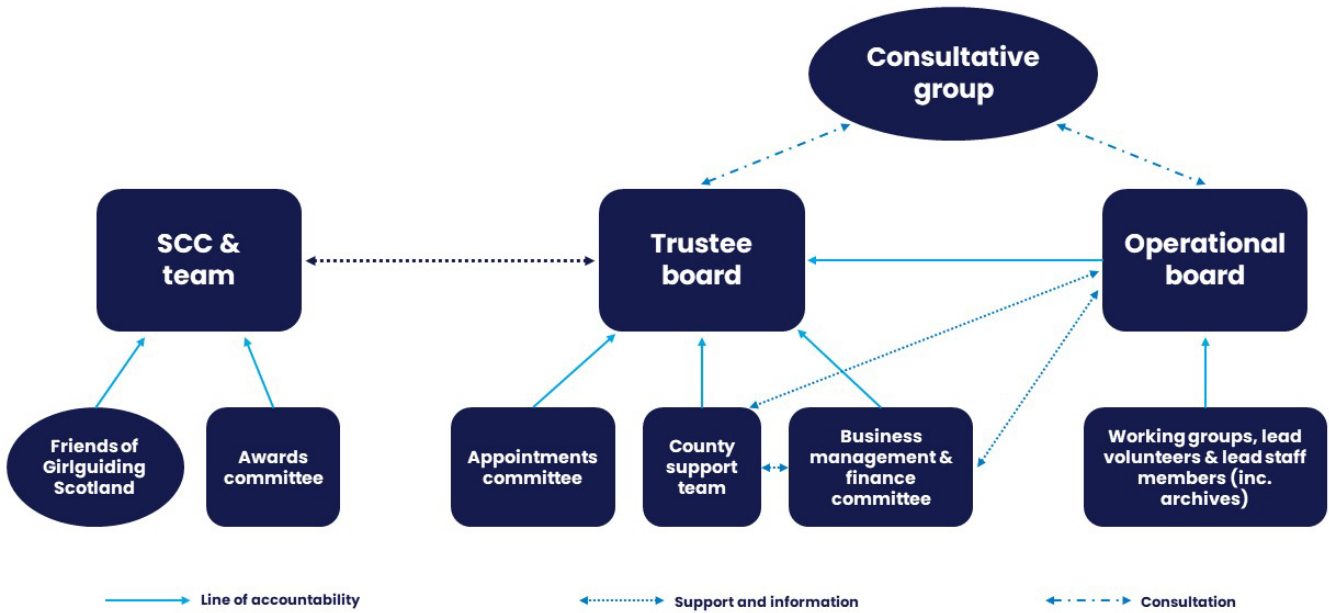 Consultative
group
SCC &
team
Trustee
board
Operational
board
Friends of
Girlguiding
Scotland
Awards
committee
Appointments
committee
County
support
team
Business
management &
finance
committee
Working groups, lead
volunteers & lead staff
members (inc.
archives)
Line of accountability
Support and information
Consultation